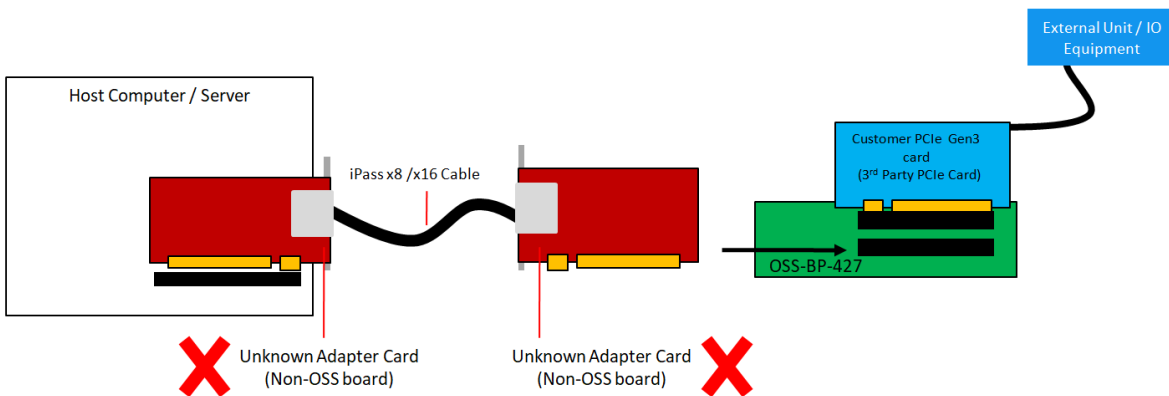 External Unit / IO
Equipment
Host Computer / Server
Customer PCIe Gen3
card
(3rd Party PCIe Card)
iPass x8 /x16 Cable
OSS-BP-427
Unknown Adapter Card
(Non-OSS board)
Unknown Adapter Card
(Non-OSS board)